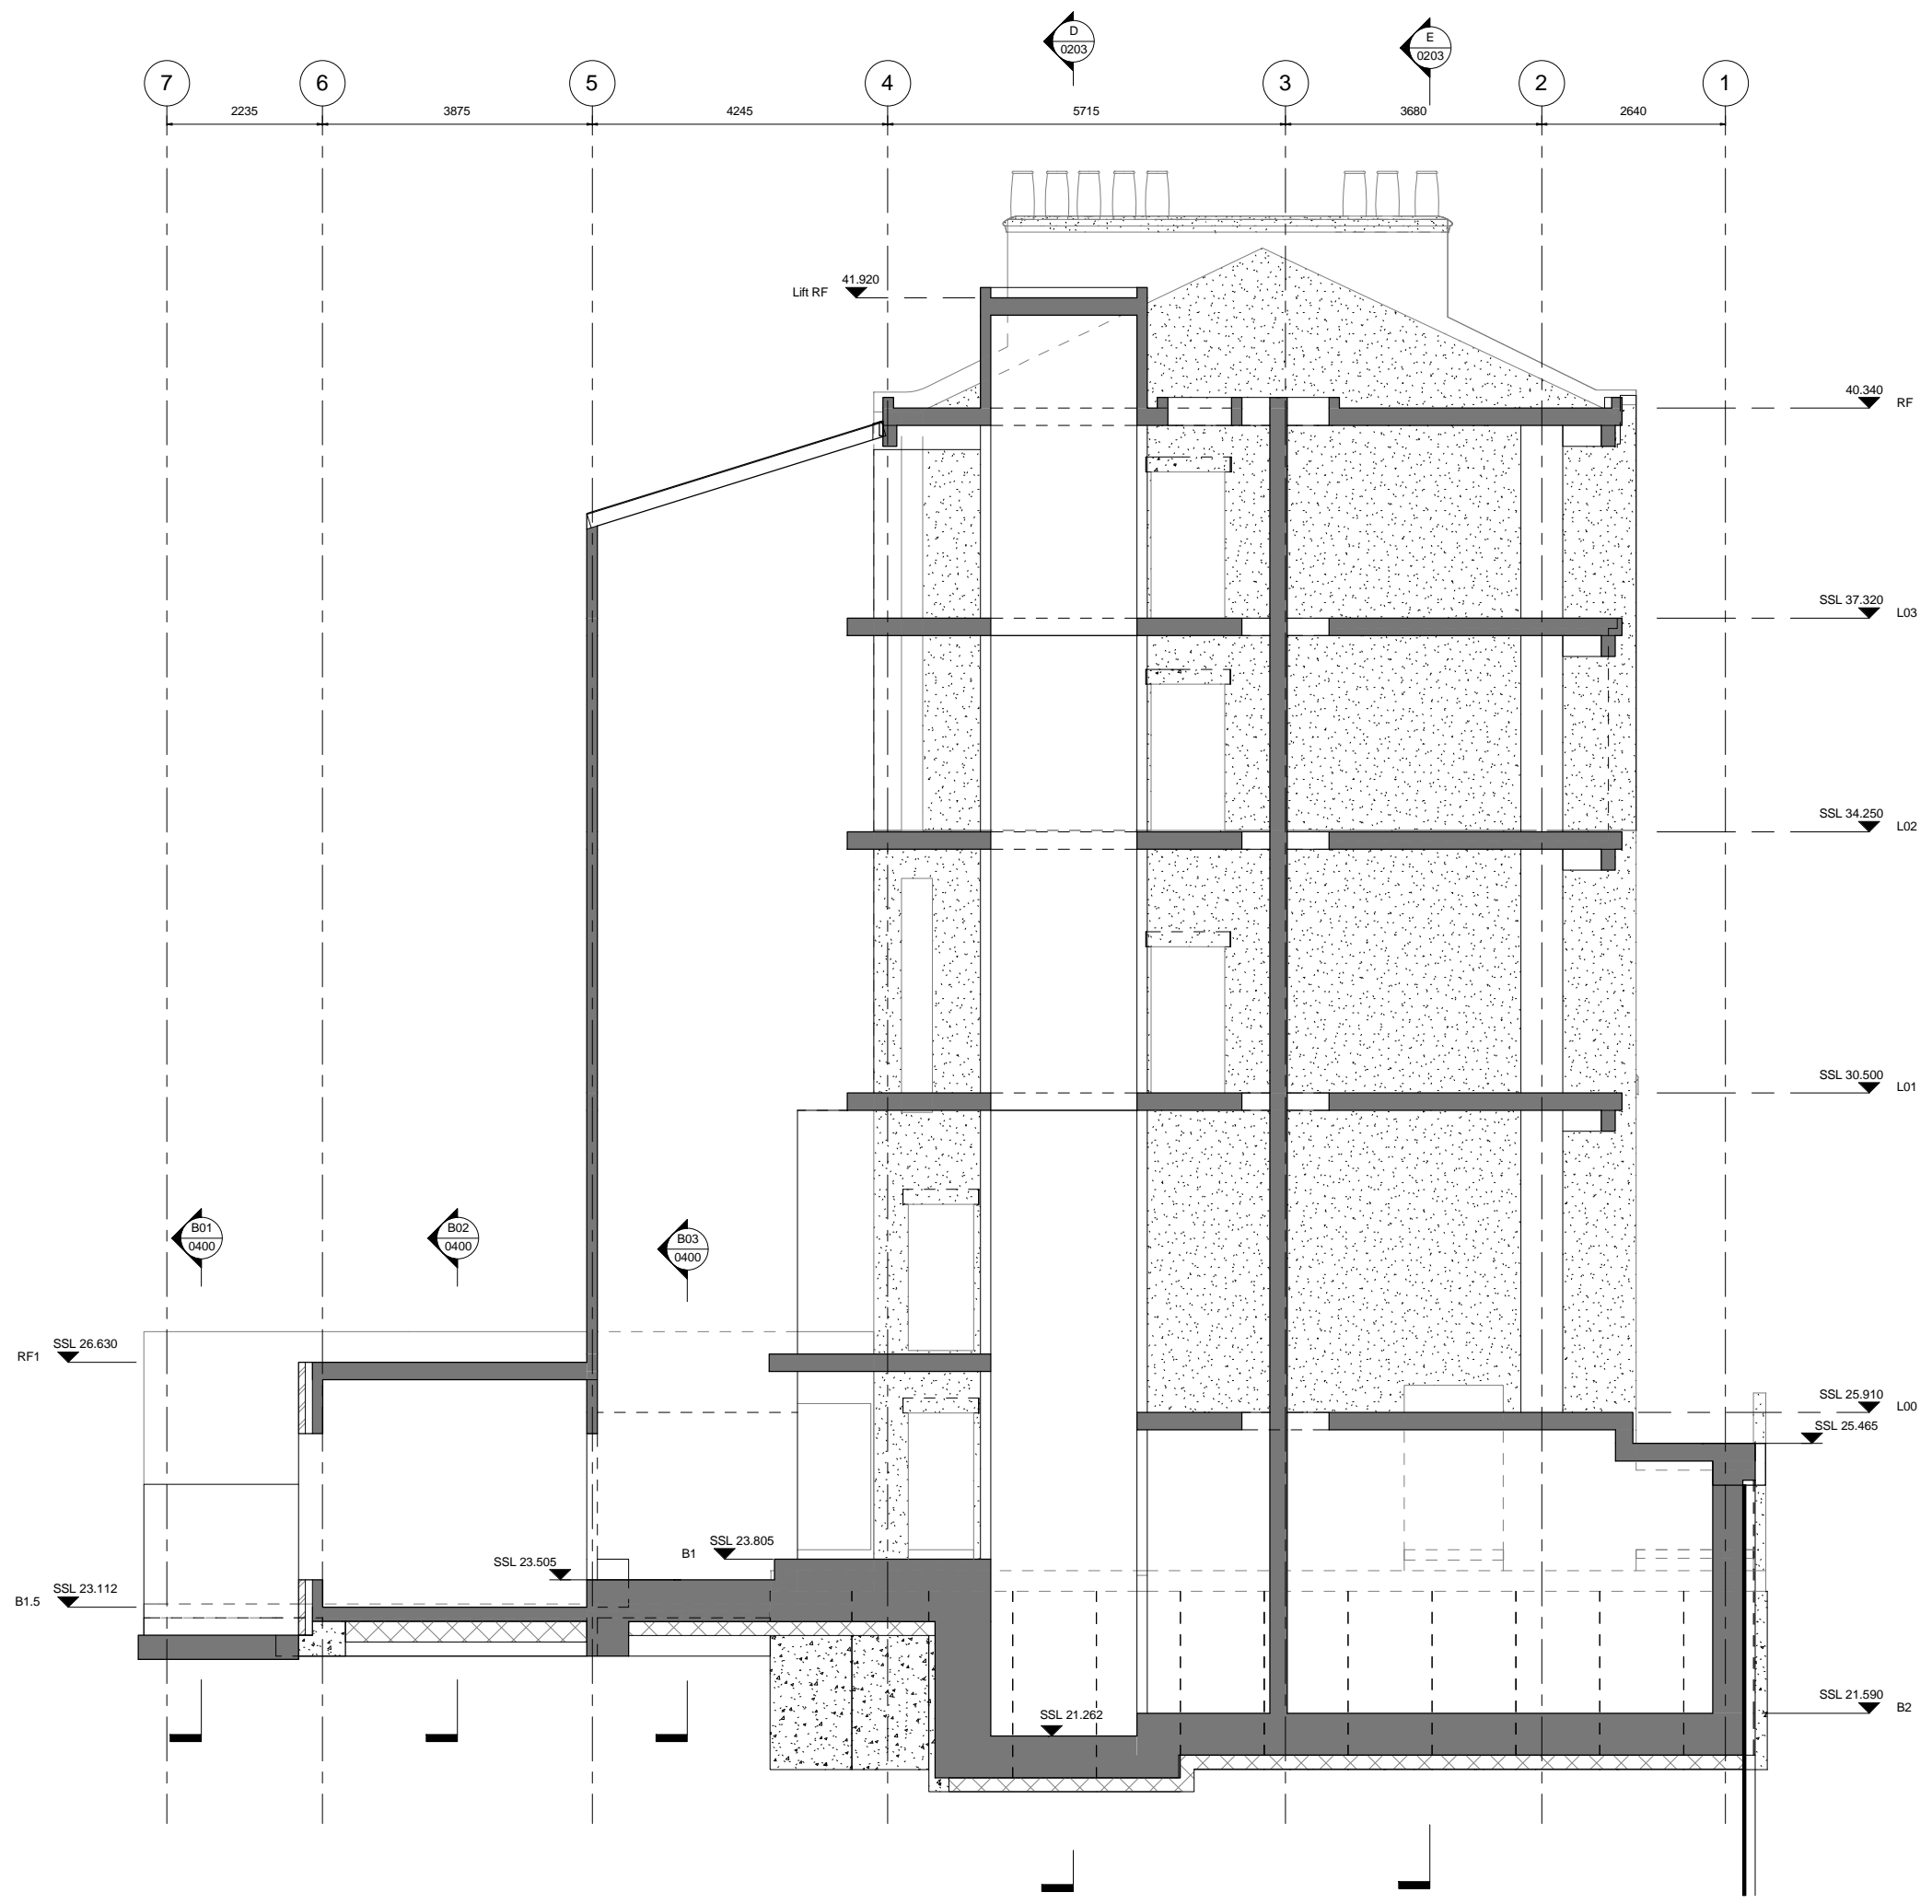 D
0203
E
0203
7
6
5
4
3
2
1
2235
3875
4245
5715
3680
2640
41.920
Lift RF
40.340
RF
SSL 37.320
L03
SSL 34.250
L02
SSL 30.500
L01
B01
0400
B02
0400
B03
0400
SSL 26.630
RF1
SSL 25.910
L00
SSL 25.465
SSL 23.805
B1
SSL 23.505
SSL 23.112
B1.5
SSL 21.590
B2
SSL 21.262